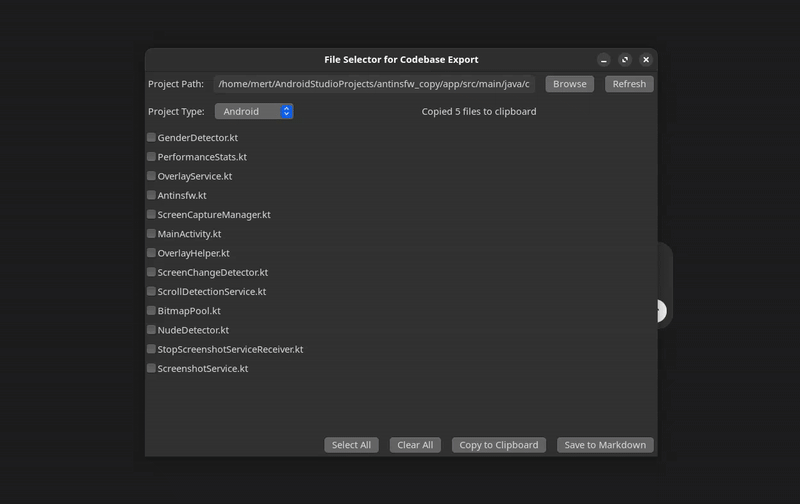 File Selector for Codebase Export
Project Path: /home/mert/AndroidStudioProjects/antinsfw_copy/app/src/main/java/c Browse Refresh
Project Type: Android Copied 5 files to clipboard
GenderDetector.kt
PerformanceStats.kt
OverlayService.kt
Antinsfw.kt
ScreenCaptureManager.kt
MainActivity.kt
OverlayHelper.kt
ScreenChangeDetector.kt
ScrollDetectionService.kt
BitmapPool.kt
NudeDetector.kt
StopScreenshotServiceReceiver.kt
ScreenshotService.kt
Select All Clear All Copy to Clipboard Save to Markdown